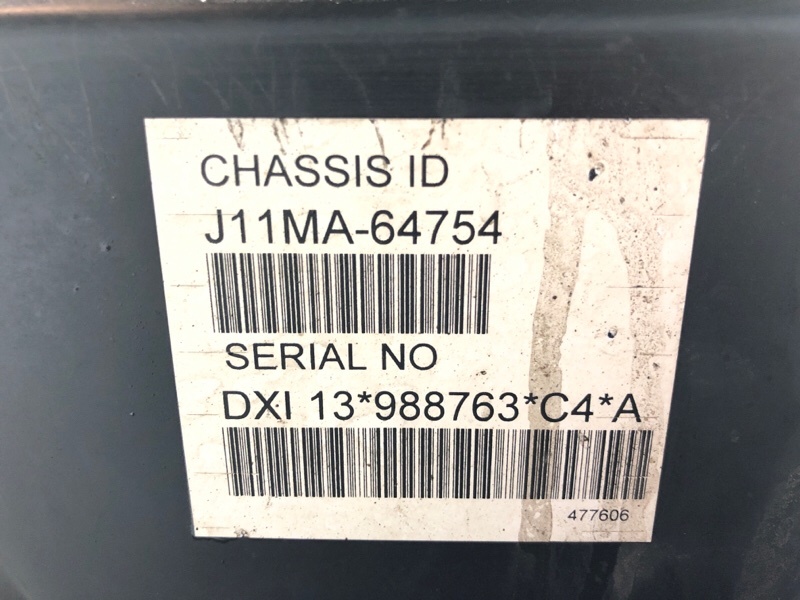 CHASSIS ID
J11MA-64754
SERIAL NO
DXI 13*988763*C4*A
477606